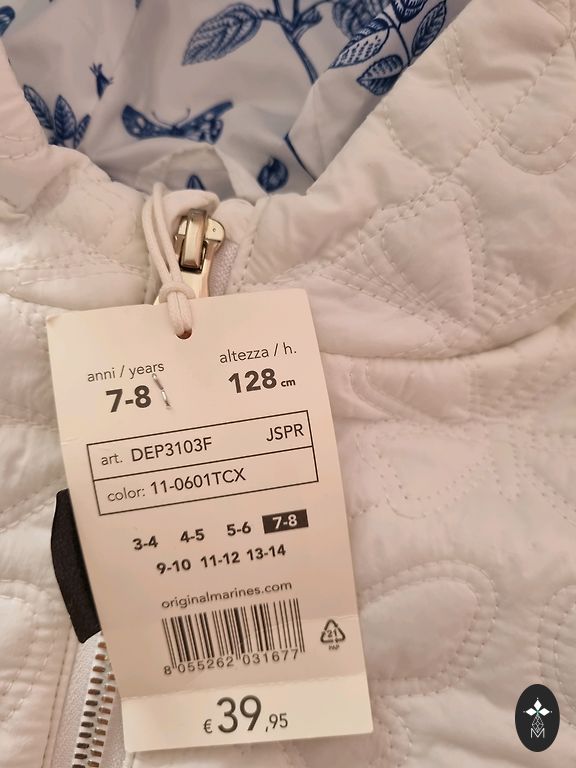 anni / years
7-8
altezza / h.
128 cm
art. DEP3103F JSPR
color: 11-0601TCX
3-4 4-5 5-6 7-8
9-10 11-12 13-14
originalmarines.com
8 055262 031677
21
PAP
€ 39,95
M